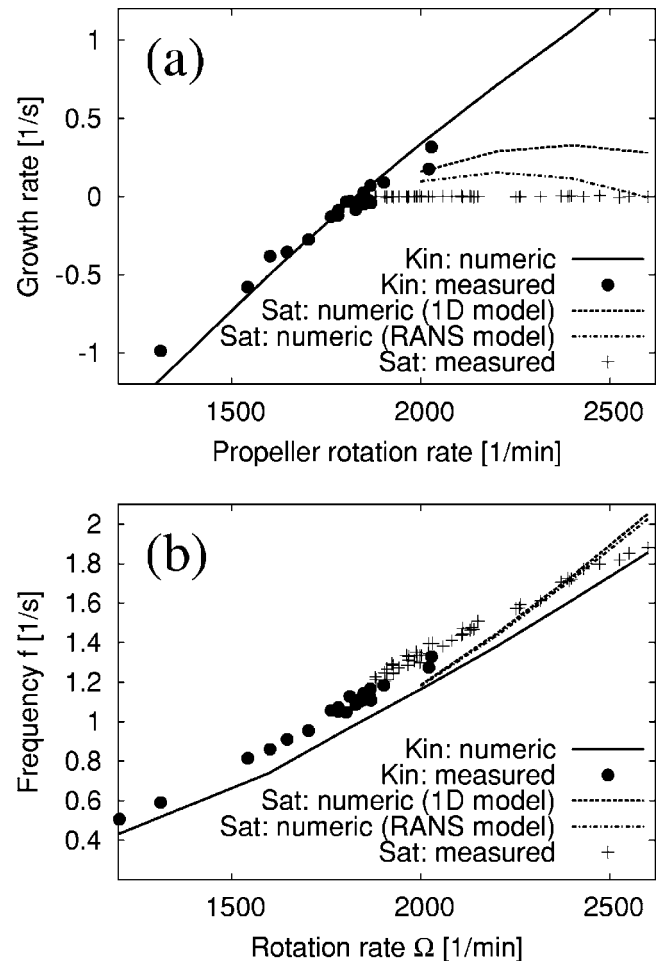 (a)
Growth rate [1/s]
1
0.5
0
-0.5
-1
Kin: numeric
Kin: measured
Sat: numeric (1D model)
Sat: numeric (RANS model)
Sat: measured
1500 2000 2500
Propeller rotation rate [1/min]
(b)
Frequency f [1/s]
2
1.8
1.6
1.4
1.2
1
0.8
0.6
0.4
Kin: numeric
Kin: measured
Sat: numeric (1D model)
Sat: numeric (RANS model)
Sat: measured
1500 2000 2500
Rotation rate Ω [1/min]